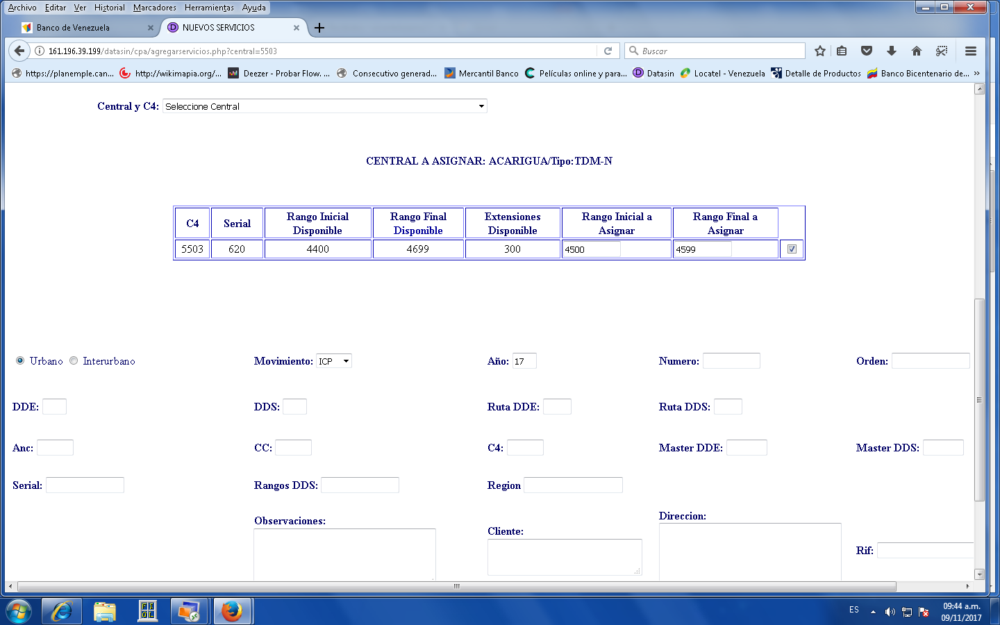 Archivo Editar Ver Historial Marcadores Herramientas Ayuda
Banco de Venezuela NUEVOS SERVICIOS
161.196.39.199/datasin/cpa/agregarservicios.php?central=5503 Buscar
https://planemple.can... http://wikimapia.org/... Deezer - Probar Flow. ... Consecutivo generad... Mercantil Banco Películas online y para... Datasin Locatel - Venezuela Detalle de Productos Banco Bicentenario de... »
Central y C4: Seleccione Central
CENTRAL A ASIGNAR: ACARIGUA/Tipo:TDM-N
C4 Serial Rango Inicial Disponible Rango Final Disponible Extensiones Disponible Rango Inicial a Asignar Rango Final a Asignar
5503 620 4400 4699 300 4500 4599
Urbano Interurbano Movimiento: ICP Año: 17 Numero: Orden:
DDE: DDS: Ruta DDE: Ruta DDS:
Anc: CC: C4: Master DDE: Master DDS:
Serial: Rangos DDS: Region
Observaciones: Cliente: Direccion: Rif:
ES 09:44 a.m.
09/11/2017